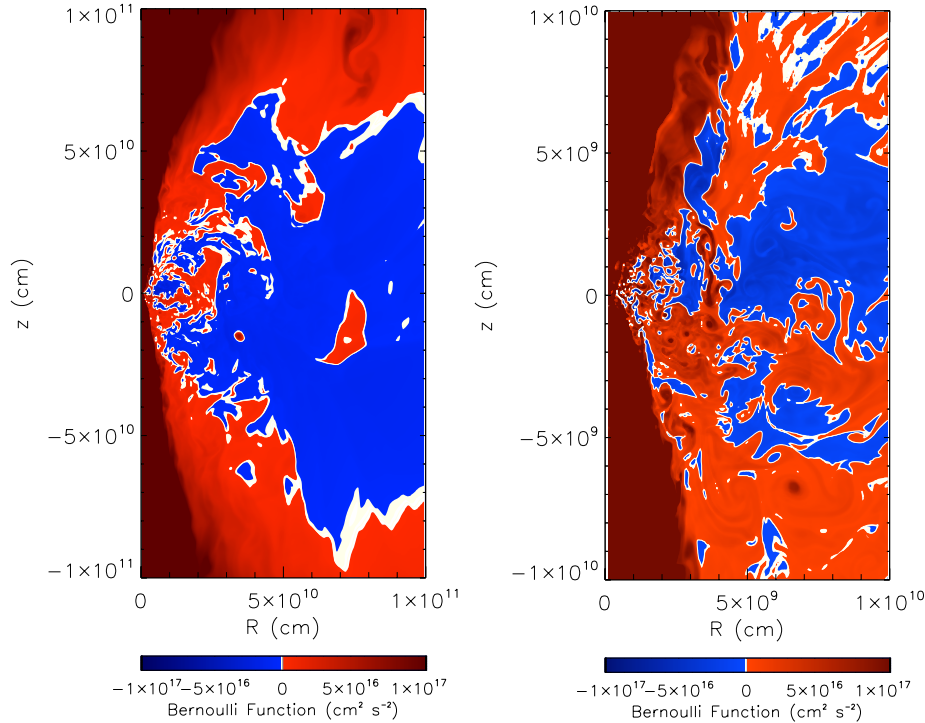 1×10¹¹
5×10¹⁰
0
−5×10¹⁰
−1×10¹¹
z (cm)
0 5×10¹⁰ 1×10¹¹
R (cm)
−1×10¹⁷ −5×10¹⁶ 0 5×10¹⁶ 1×10¹⁷
Bernoulli Function (cm² s⁻²)
1×10¹⁰
5×10⁹
0
−5×10⁹
−1×10¹⁰
z (cm)
0 5×10⁹ 1×10¹⁰
R (cm)
−1×10¹⁷ −5×10¹⁶ 0 5×10¹⁶ 1×10¹⁷
Bernoulli Function (cm² s⁻²)